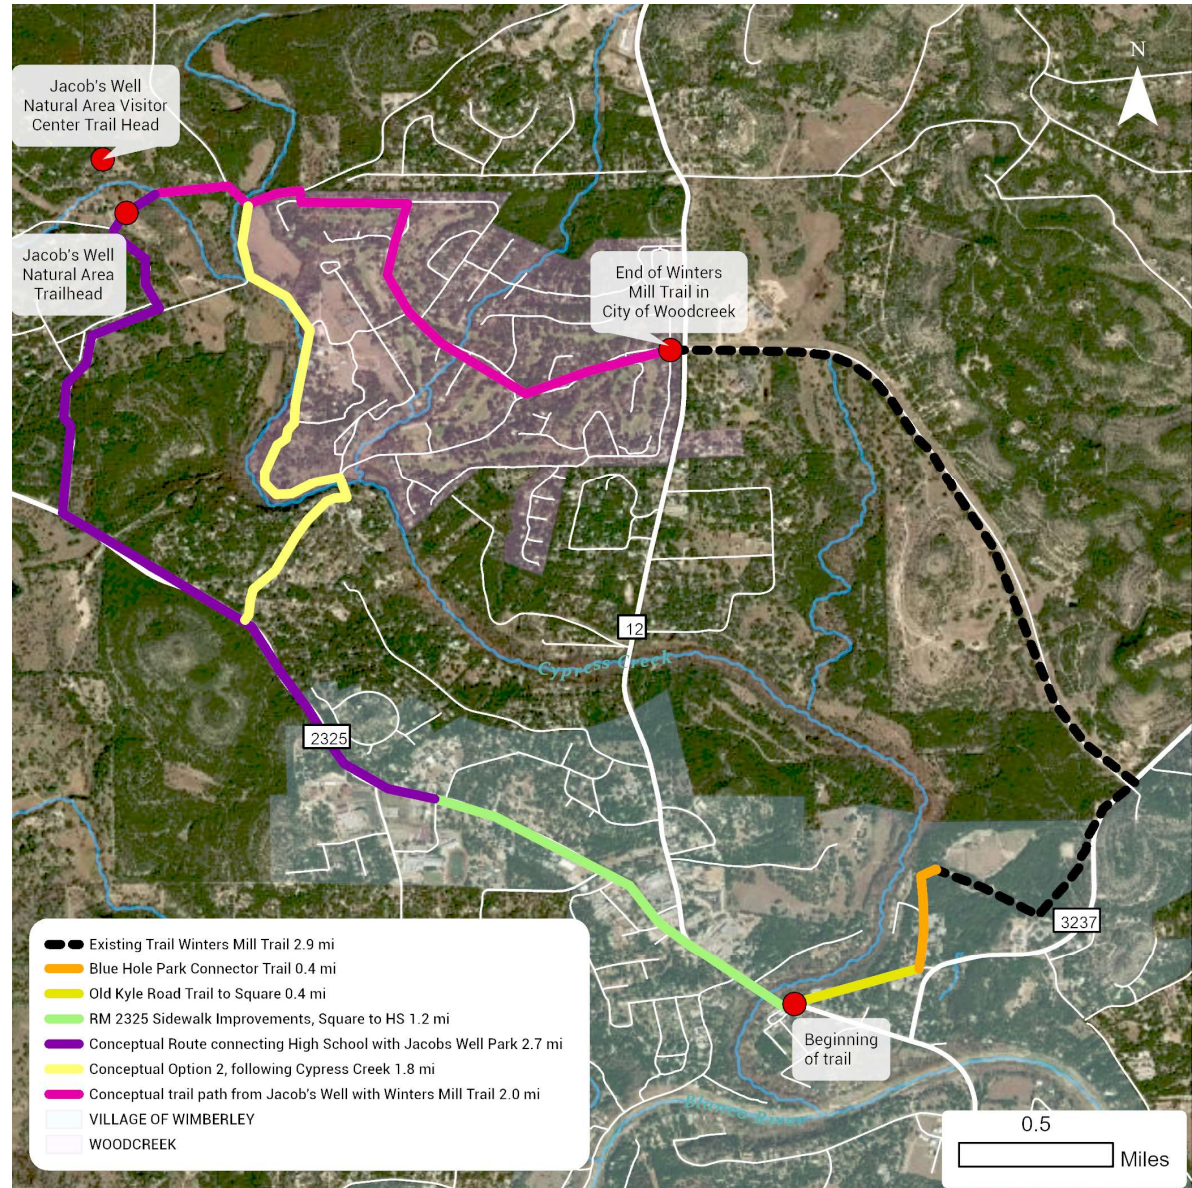 N
Jacob's Well
Natural Area Visitor
Center Trail Head
Jacob's Well
Natural Area
Trailhead
End of Winters
Mill Trail in
City of Woodcreek
12
Cypress Creek
2325
3237
Beginning
of trail
Blanco River
Existing Trail Winters Mill Trail 2.9 mi
Blue Hole Park Connector Trail 0.4 mi
Old Kyle Road Trail to Square 0.4 mi
RM 2325 Sidewalk Improvements, Square to HS 1.2 mi
Conceptual Route connecting High School with Jacobs Well Park 2.7 mi
Conceptual Option 2, following Cypress Creek 1.8 mi
Conceptual trail path from Jacob's Well with Winters Mill Trail 2.0 mi
VILLAGE OF WIMBERLEY
WOODCREEK
0.5
Miles